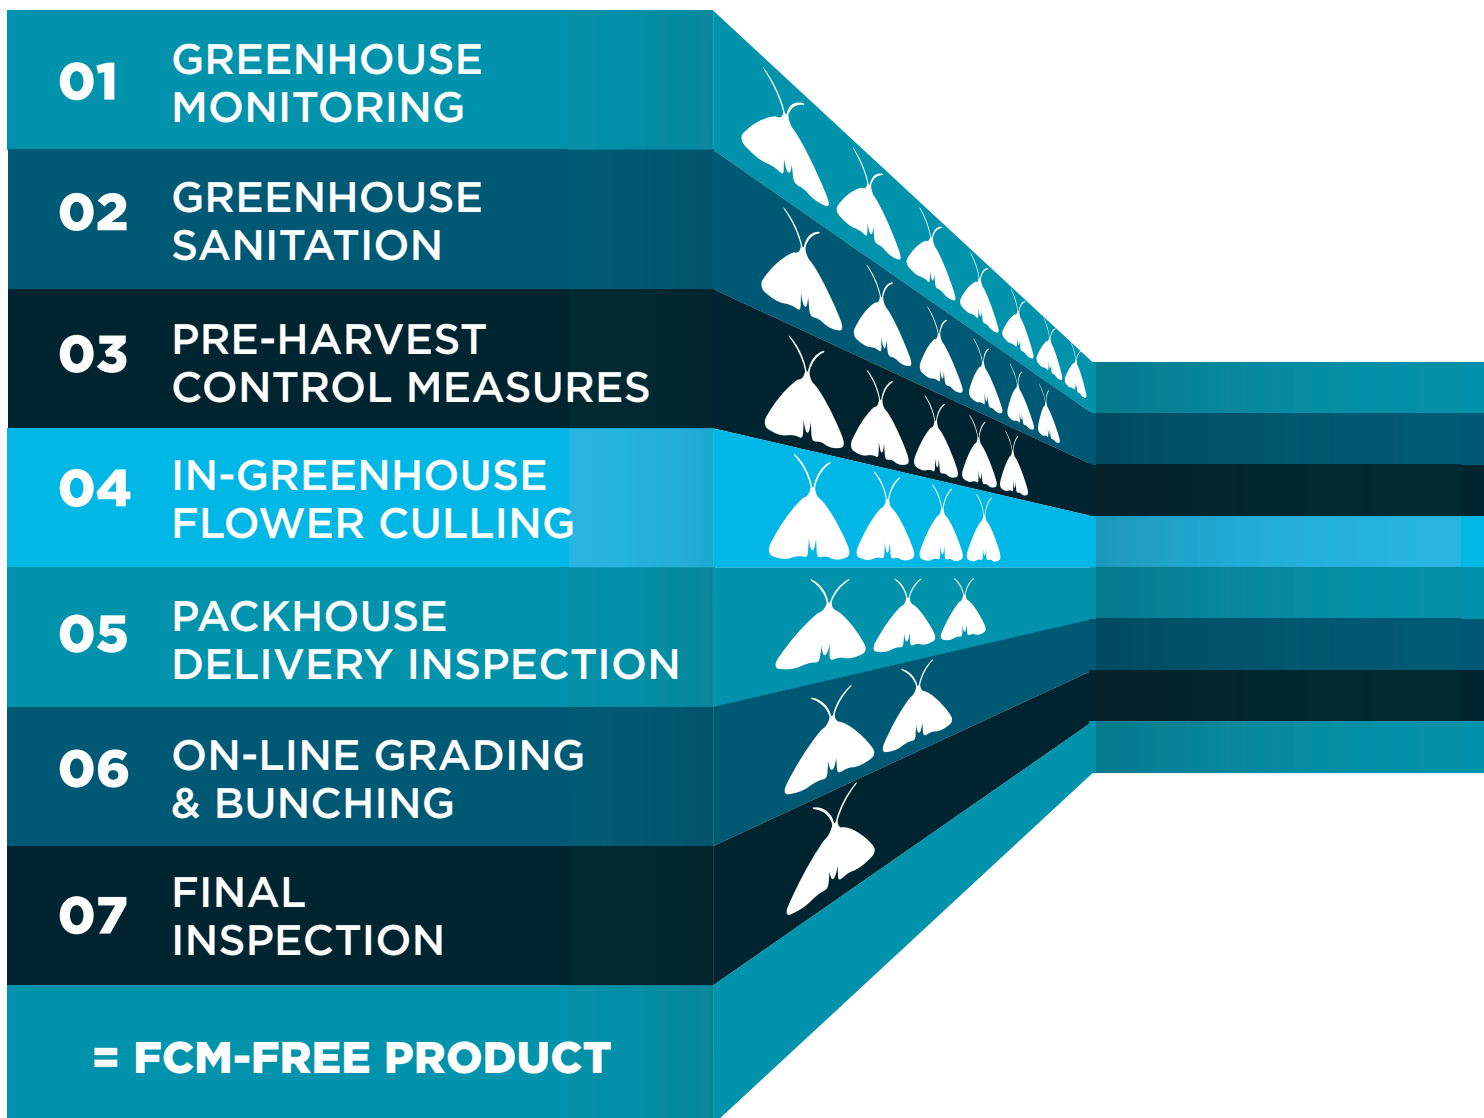 01 GREENHOUSE
MONITORING
02 GREENHOUSE
SANITATION
03 PRE-HARVEST
CONTROL MEASURES
04 IN-GREENHOUSE
FLOWER CULLING
05 PACKHOUSE
DELIVERY INSPECTION
06 ON-LINE GRADING
& BUNCHING
07 FINAL
INSPECTION
= FCM-FREE PRODUCT